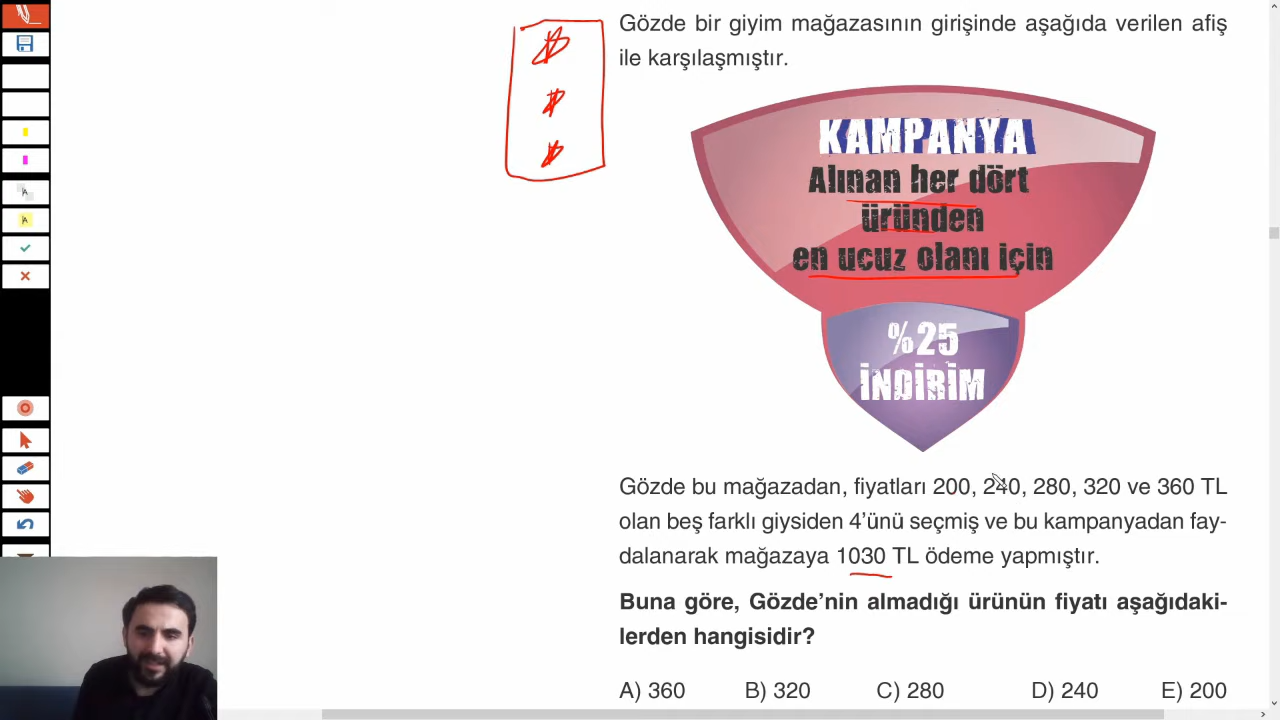 Gözde bir giyim mağazasının girişinde aşağıda verilen afiş
ile karşılaşmıştır.
KAMPANYA
Alınan her dört
üründen
en ucuz olanı için
%25
İNDİRİM
Gözde bu mağazadan, fiyatları 200, 240, 280, 320 ve 360 TL
olan beş farklı giysiden 4’ünü seçmiş ve bu kampanyadan fay-
dalanarak mağazaya 1030 TL ödeme yapmıştır.
Buna göre, Gözde’nin almadığı ürünün fiyatı aşağıdaki-
lerden hangisidir?
A) 360 B) 320 C) 280 D) 240 E) 200